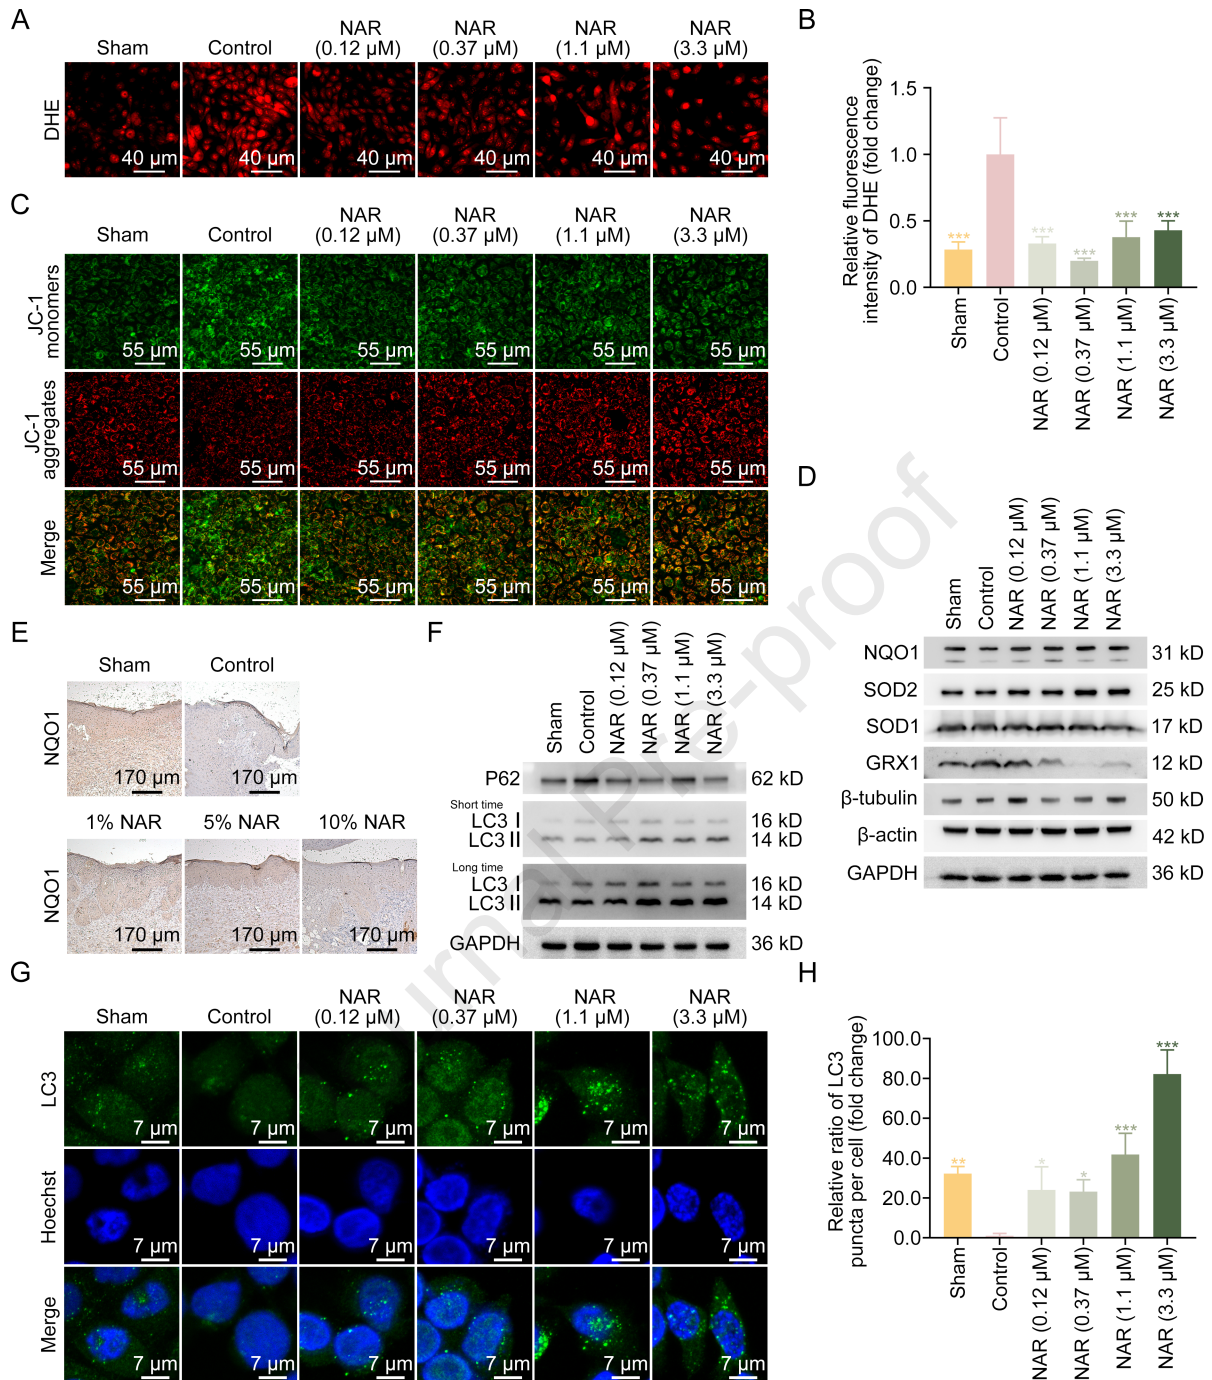 A
Sham Control NAR (0.12 µM) NAR (0.37 µM) NAR (1.1 µM) NAR (3.3 µM)
DHE
40 µm 40 µm 40 µm 40 µm 40 µm 40 µm
B
Relative fluorescence
intensity of DHE (fold change)
1.5
1.0
0.5
0.0
*** *** *** *** ***
Sham Control NAR (0.12 µM) NAR (0.37 µM) NAR (1.1 µM) NAR (3.3 µM)
C
Sham Control NAR (0.12 µM) NAR (0.37 µM) NAR (1.1 µM) NAR (3.3 µM)
JC-1
monomers
55 µm 55 µm 55 µm 55 µm 55 µm 55 µm
JC-1
aggregates
55 µm 55 µm 55 µm 55 µm 55 µm 55 µm
Merge
55 µm 55 µm 55 µm 55 µm 55 µm 55 µm
D
Sham Control NAR (0.12 µM) NAR (0.37 µM) NAR (1.1 µM) NAR (3.3 µM)
NQO1 31 kD
SOD2 25 kD
SOD1 17 kD
GRX1 12 kD
β-tubulin 50 kD
β-actin 42 kD
GAPDH 36 kD
E
Sham Control
NQO1
170 µm 170 µm
1% NAR 5% NAR 10% NAR
NQO1
170 µm 170 µm 170 µm
F
Sham Control NAR (0.12 µM) NAR (0.37 µM) NAR (1.1 µM) NAR (3.3 µM)
P62 62 kD
Short time
LC3 I 16 kD
LC3 II 14 kD
Long time
LC3 I 16 kD
LC3 II 14 kD
GAPDH 36 kD
G
Sham Control NAR (0.12 µM) NAR (0.37 µM) NAR (1.1 µM) NAR (3.3 µM)
LC3
7 µm 7 µm 7 µm 7 µm 7 µm 7 µm
Hoechst
7 µm 7 µm 7 µm 7 µm 7 µm 7 µm
Merge
7 µm 7 µm 7 µm 7 µm 7 µm 7 µm
H
Relative ratio of LC3
puncta per cell (fold change)
100.0
80.0
60.0
40.0
20.0
0.0
** * * *** ***
Sham Control NAR (0.12 µM) NAR (0.37 µM) NAR (1.1 µM) NAR (3.3 µM)
urnal Pre-proof